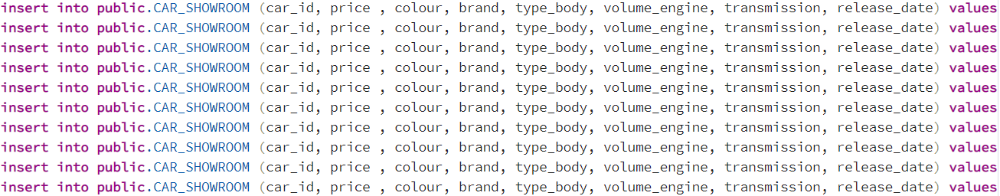 insert into public.CAR_SHOWROOM (car_id, price , colour, brand, type_body, volume_engine, transmission, release_date) values
insert into public.CAR_SHOWROOM (car_id, price , colour, brand, type_body, volume_engine, transmission, release_date) values
insert into public.CAR_SHOWROOM (car_id, price , colour, brand, type_body, volume_engine, transmission, release_date) values
insert into public.CAR_SHOWROOM (car_id, price , colour, brand, type_body, volume_engine, transmission, release_date) values
insert into public.CAR_SHOWROOM (car_id, price , colour, brand, type_body, volume_engine, transmission, release_date) values
insert into public.CAR_SHOWROOM (car_id, price , colour, brand, type_body, volume_engine, transmission, release_date) values
insert into public.CAR_SHOWROOM (car_id, price , colour, brand, type_body, volume_engine, transmission, release_date) values
insert into public.CAR_SHOWROOM (car_id, price , colour, brand, type_body, volume_engine, transmission, release_date) values
insert into public.CAR_SHOWROOM (car_id, price , colour, brand, type_body, volume_engine, transmission, release_date) values
insert into public.CAR_SHOWROOM (car_id, price , colour, brand, type_body, volume_engine, transmission, release_date) values